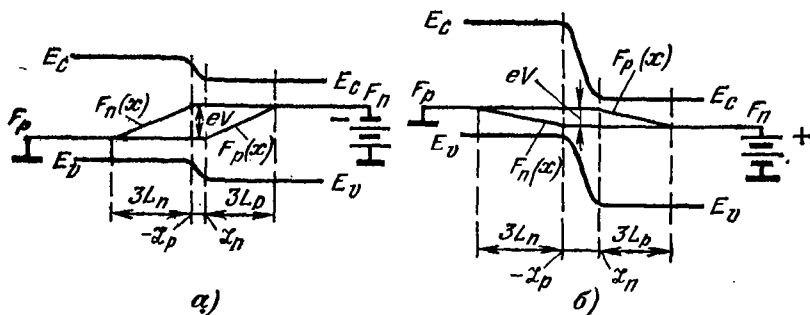 E_c
E_c
F_n(x)
F_n
F_p
eV
F_p(x)
E_v
E_v
3L_n
3L_p
-x_p
x_n
а)
E_c
eV
F_p(x)
E_c
F_p
F_n
E_v
F_n(x)
+
E_v
3L_n
3L_p
-x_p
x_n
б)